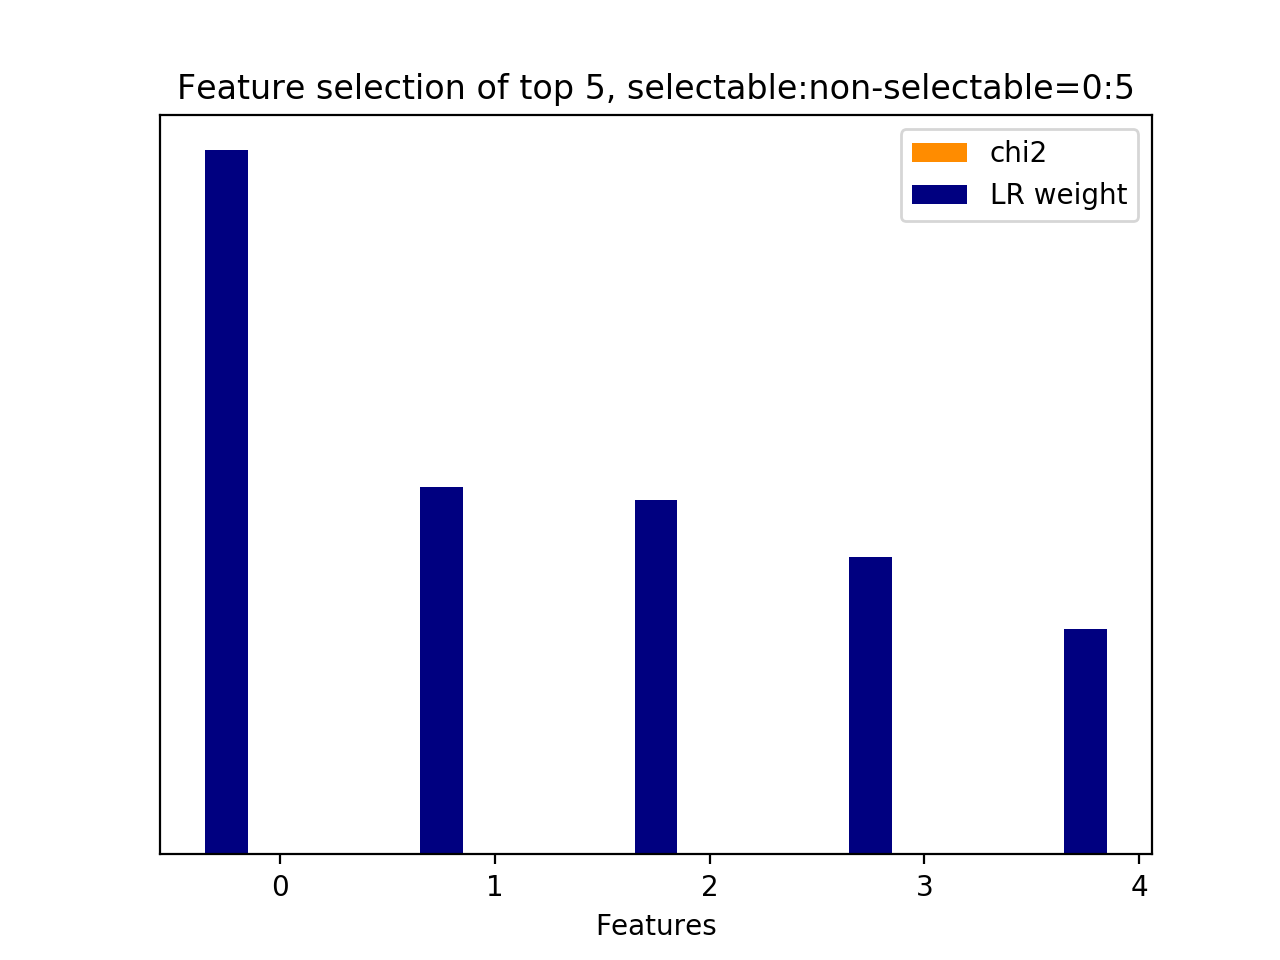 Feature selection of top 5, selectable:non-selectable=0:5
chi2
LR weight
0 1 2 3 4
Features